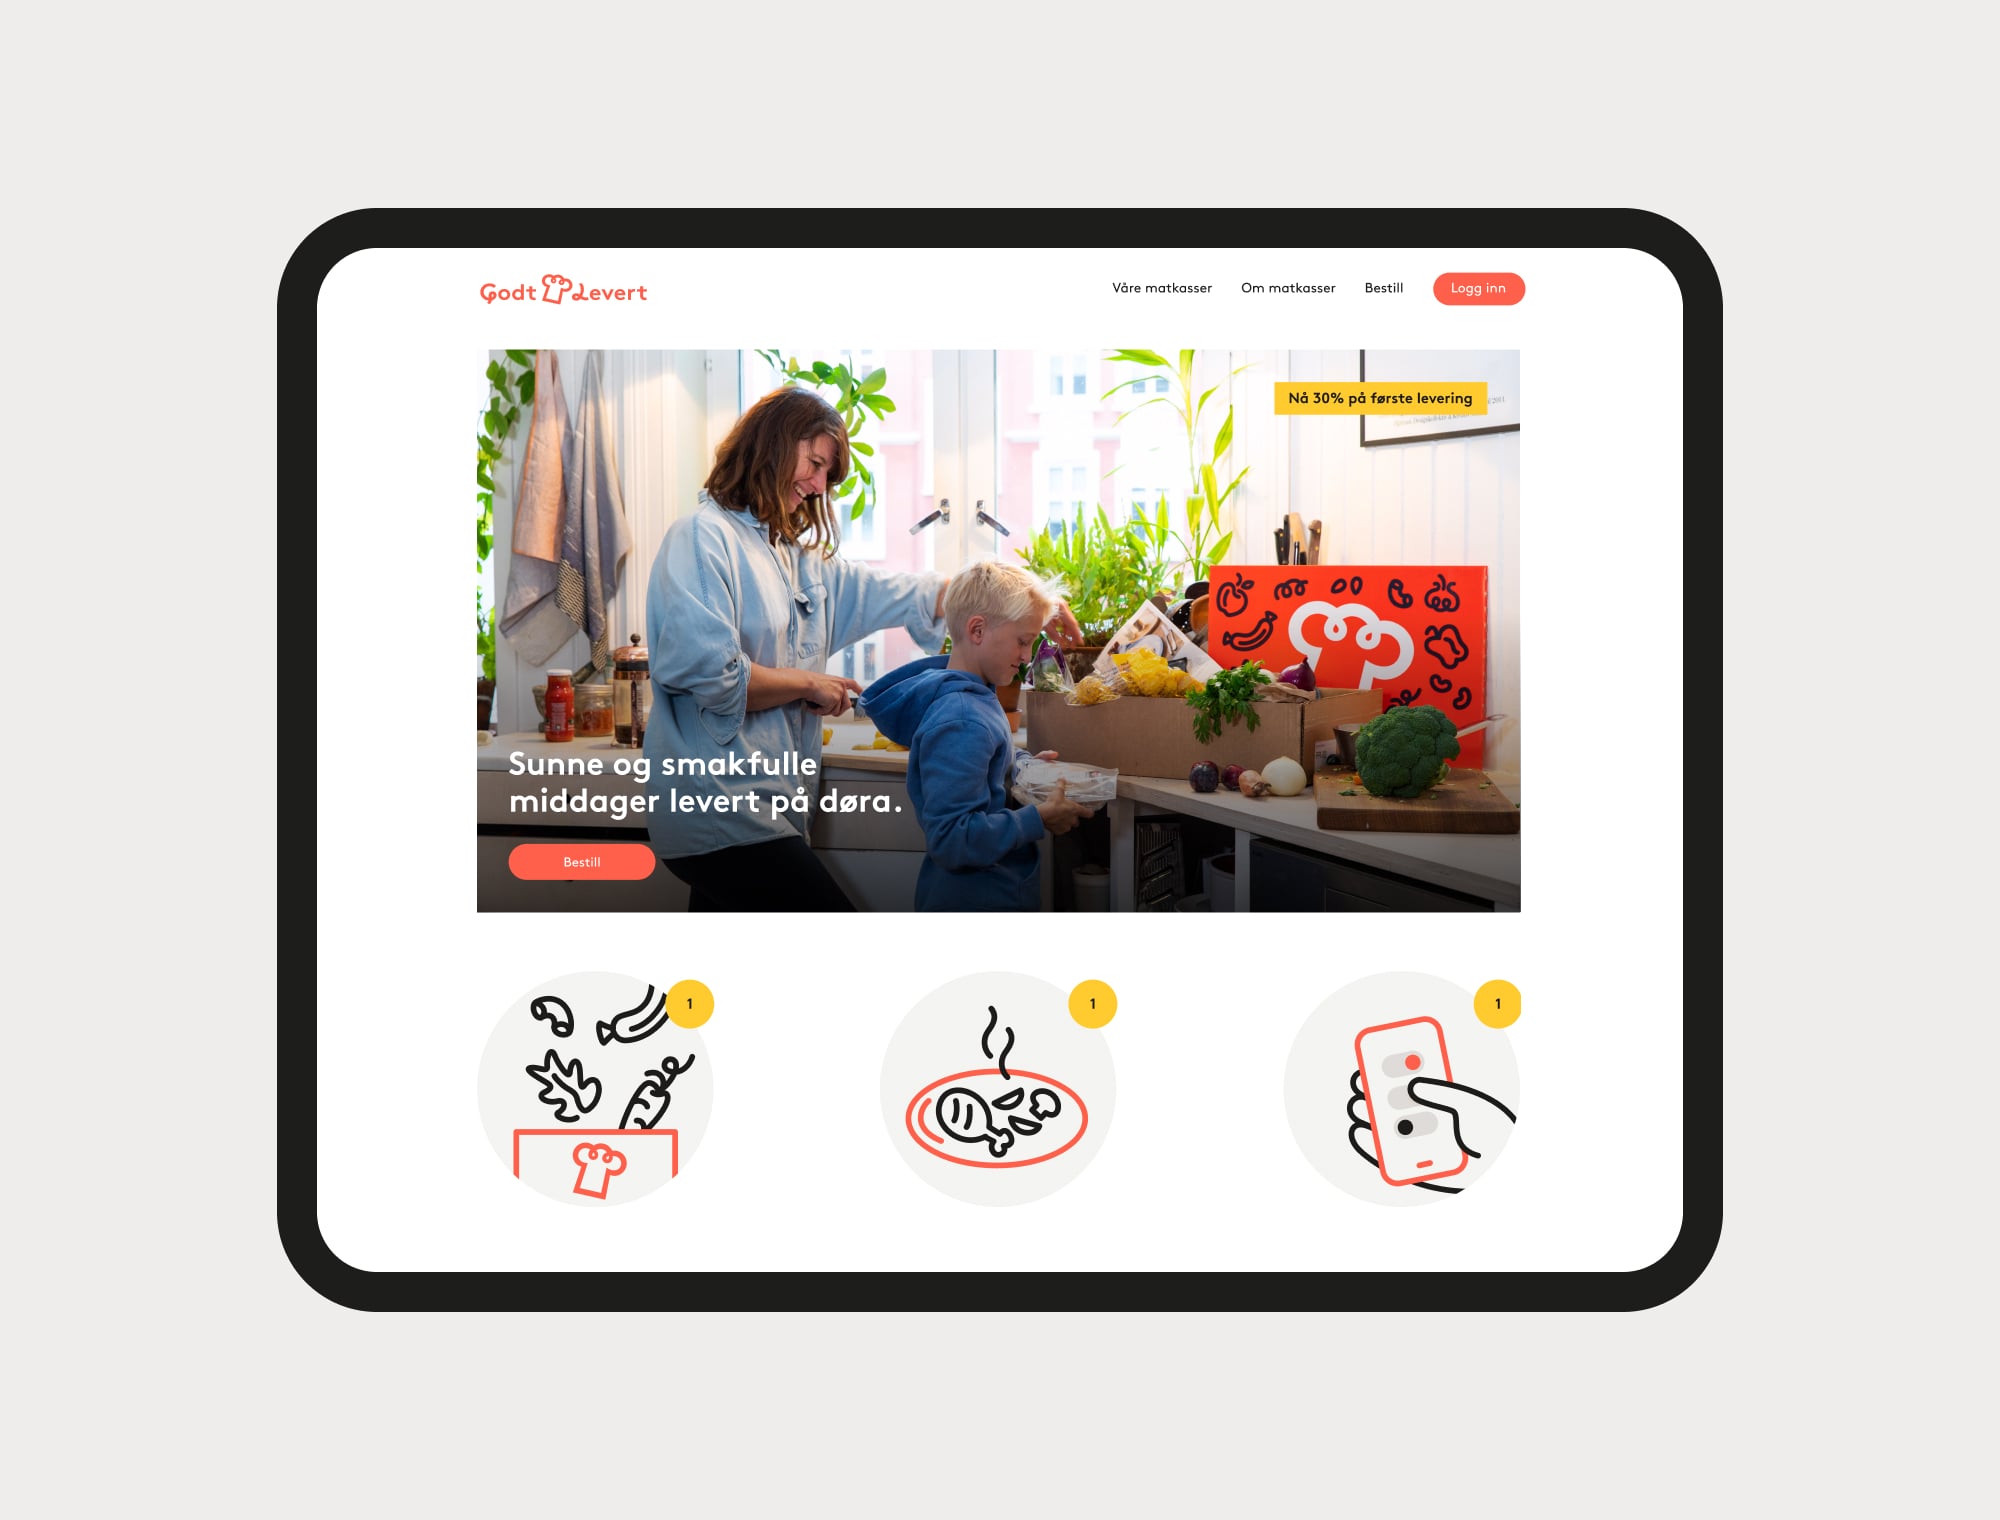 Godt Levert
Våre matkasser
Om matkasser
Bestill
Logg inn
Nå 30% på første levering
Sunne og smakfulle
middager levert på døra.
Bestill
1
1
1